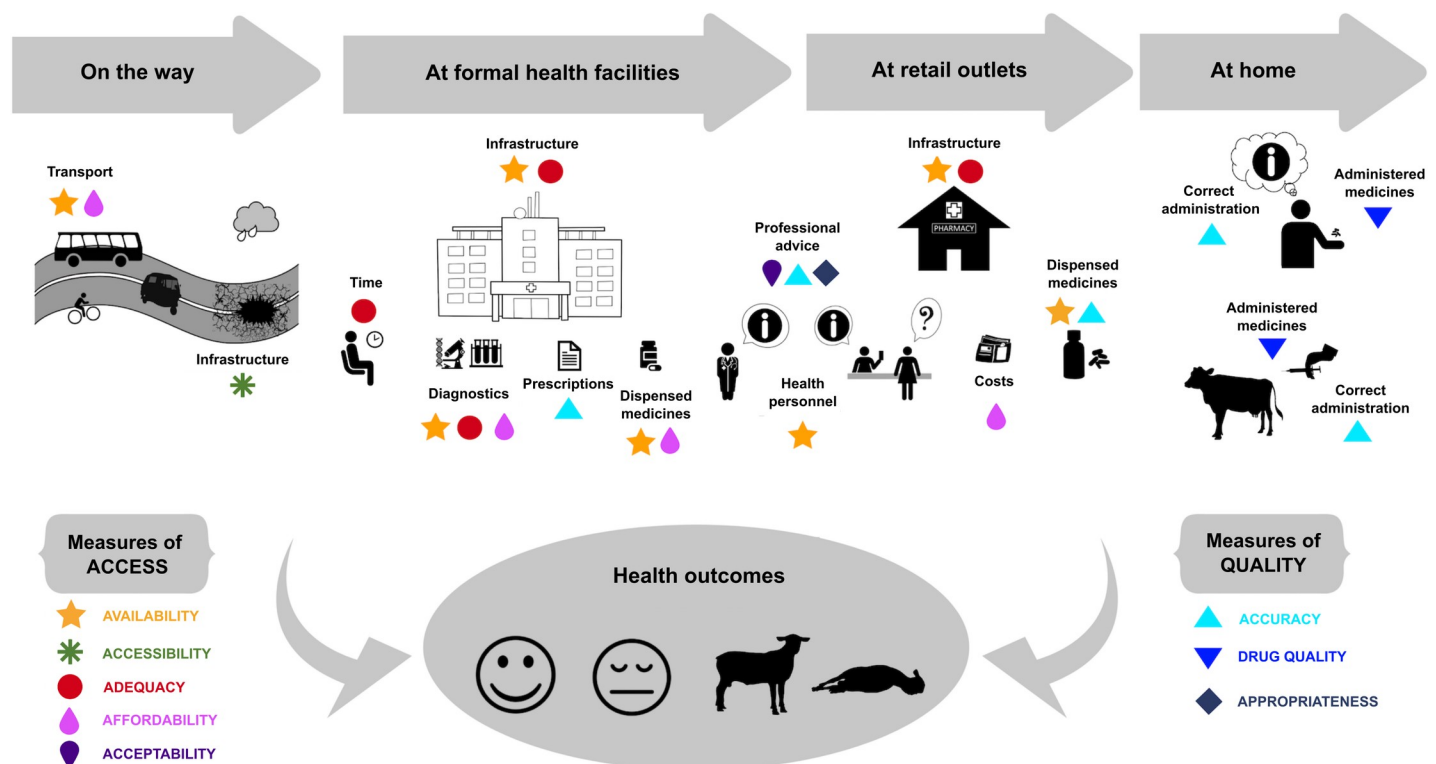 On the way
At formal health facilities
At retail outlets
At home
Transport
Infrastructure
Time
Infrastructure
Diagnostics
Prescriptions
Dispensed
medicines
Professional
advice
Health
personnel
Infrastructure
PHARMACY
?
Costs
Dispensed
medicines
Correct
administration
Administered
medicines
Administered
medicines
Correct
administration
Measures of
ACCESS
AVAILABILITY
ACCESSIBILITY
ADEQUACY
AFFORDABILITY
ACCEPTABILITY
Health outcomes
Measures of
QUALITY
ACCURACY
DRUG QUALITY
APPROPRIATENESS